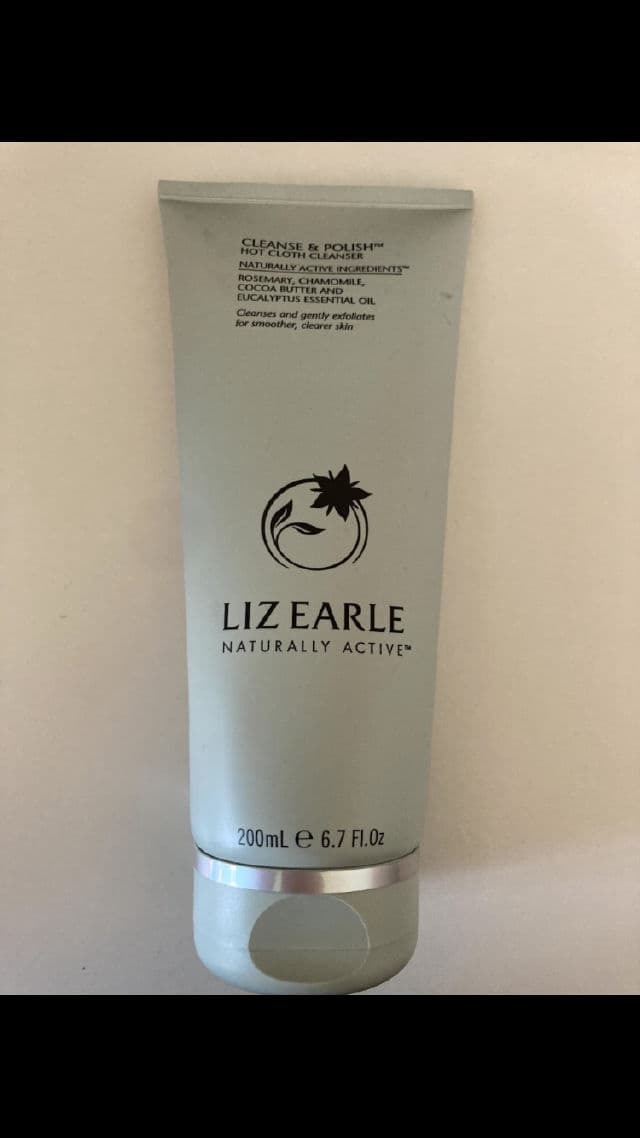 CLEANSE & POLISH™
HOT CLOTH CLEANSER
NATURALLY ACTIVE INGREDIENTS™
ROSEMARY, CHAMOMILE,
COCOA BUTTER AND
EUCALYPTUS ESSENTIAL OIL
Cleanses and gently exfoliates
for smoother, clearer skin
LIZ EARLE
NATURALLY ACTIVE™
200mL ℮ 6.7 Fl.Oz